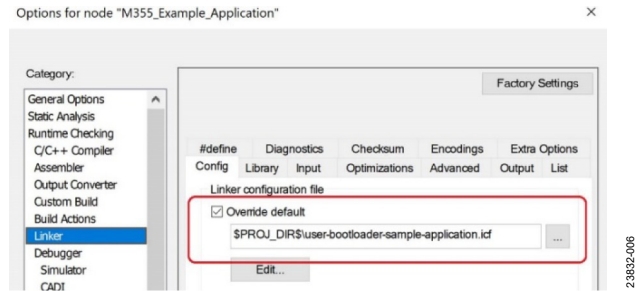 Options for node "M355_Example_Application"
×
Category:
General Options
Static Analysis
Runtime Checking
C/C++ Compiler
Assembler
Output Converter
Custom Build
Build Actions
Linker
Debugger
Simulator
CADI
Factory Settings
#define Diagnostics Checksum Encodings Extra Options
Config Library Input Optimizations Advanced Output List
Linker configuration file
Override default
$PROJ_DIR$\user-bootloader-sample-application.icf
...
Edit...
23832-006